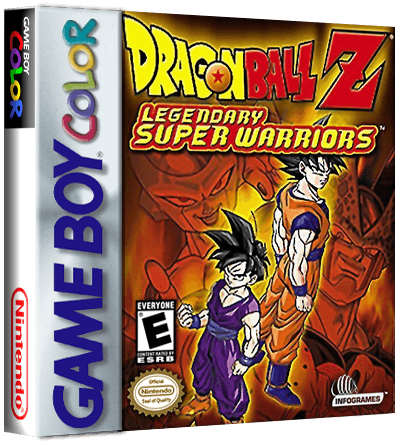 GAME BOY
COLOR
Nintendo
GAME BOY COLOR
DRAGON BALL Z
LEGENDARY
SUPER WARRIORS™
EVERYONE
E
CONTENT RATED BY
ESRB
Official
Nintendo
Seal of Quality
INFOGRAMES